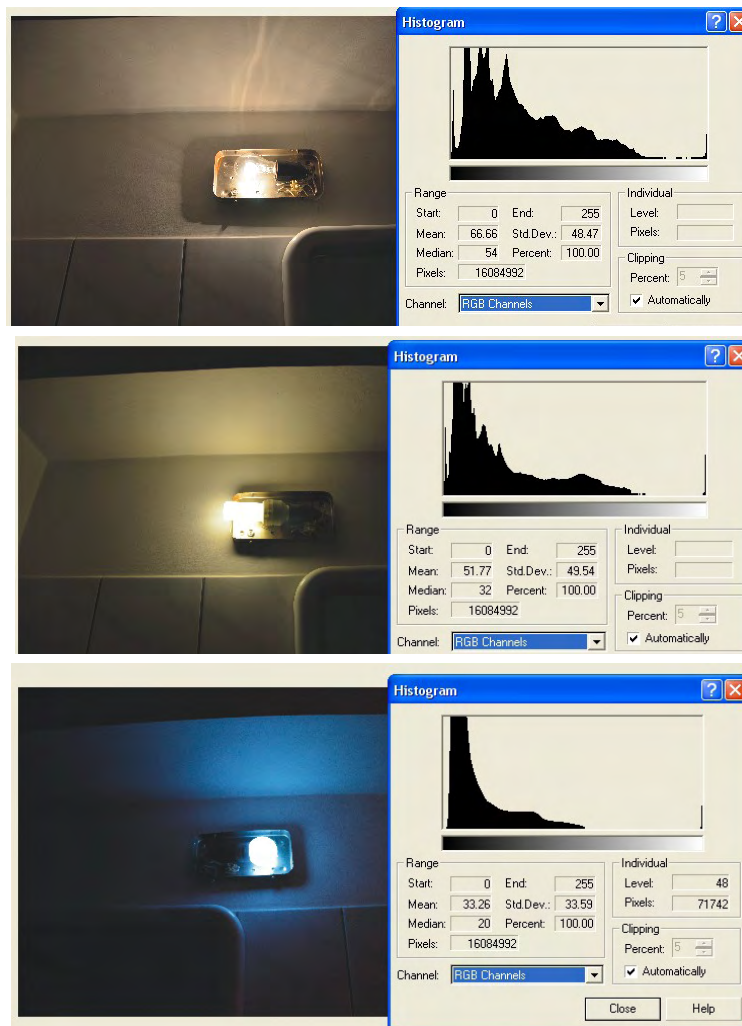 Histogram
Range
Individual
Start: 0 End: 255
Level:
Mean: 66.66 Std.Dev.: 48.47
Pixels:
Median: 54 Percent: 100.00
Clipping
Pixels: 16084992
Percent: 5
Channel: RGB Channels
Automatically
Histogram
Range
Individual
Start: 0 End: 255
Level:
Mean: 51.77 Std.Dev.: 49.54
Pixels:
Median: 32 Percent: 100.00
Clipping
Pixels: 16084992
Percent: 5
Channel: RGB Channels
Automatically
Histogram
Range
Individual
Start: 0 End: 255
Level: 48
Mean: 33.26 Std.Dev.: 33.59
Pixels: 71742
Median: 20 Percent: 100.00
Clipping
Pixels: 16084992
Percent: 5
Channel: RGB Channels
Automatically
Close Help